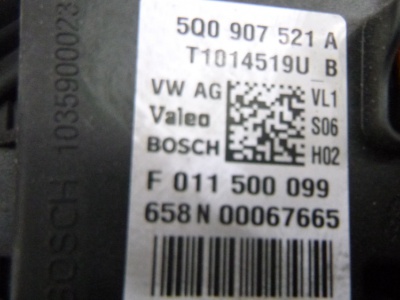 5Q0 907 521 A
T1014519U B
VW AG
VL1
Valeo
S06
BOSCH
H02
F 011 500 099
658 N 00067665
BOSCH 1035900023